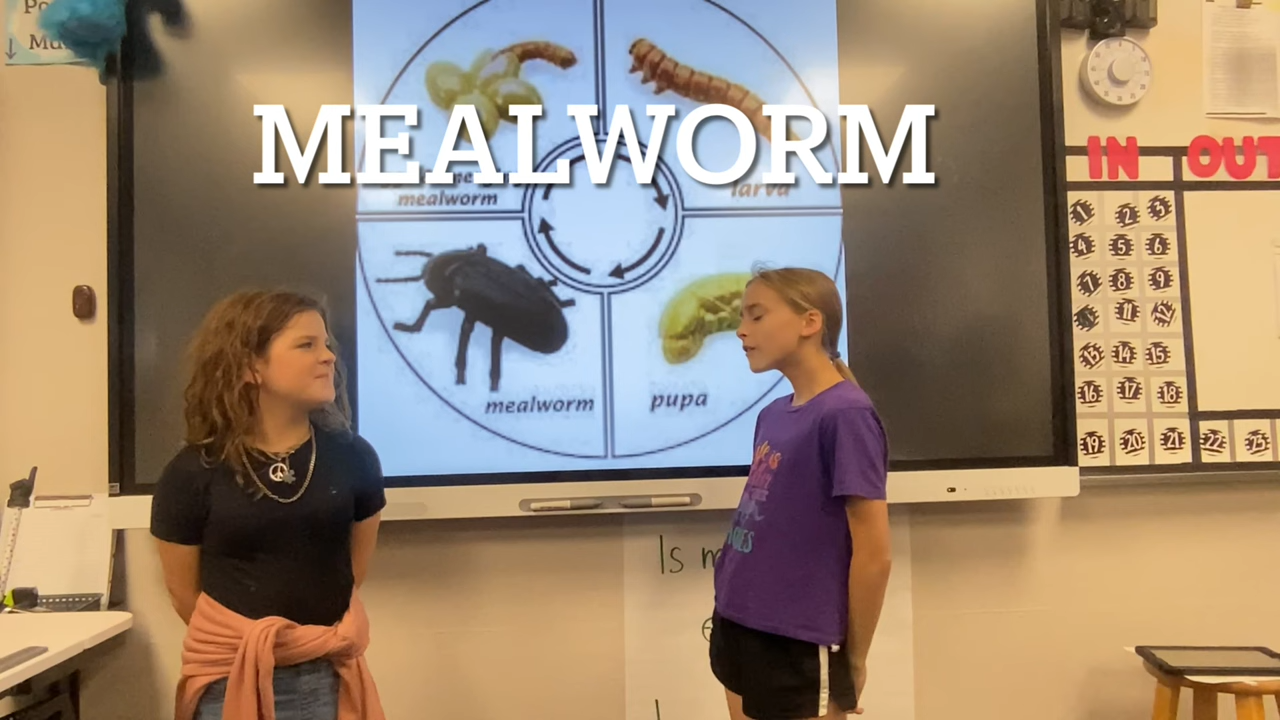 MEALWORM
mealworm
larva
mealworm
pupa
IN OUT
1 2 3
4 5 6
7 8 9
10 11 12
13 14 15
16 17 18
19 20 21 22 23
Is